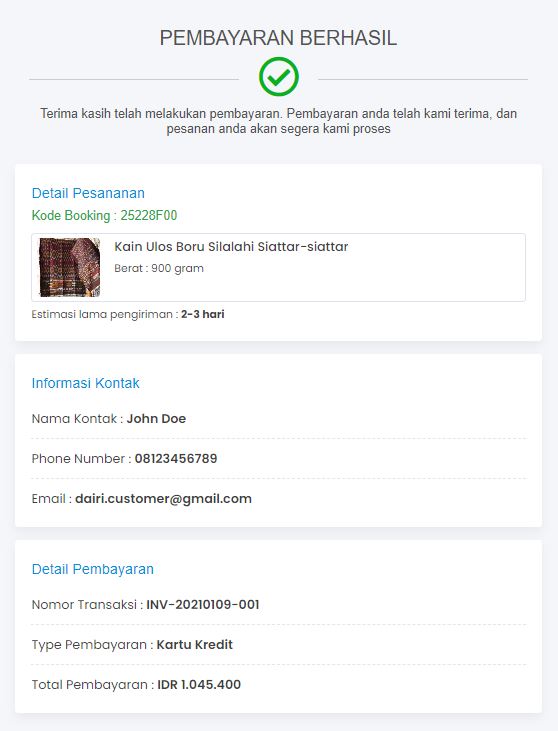 PEMBAYARAN BERHASIL
Terima kasih telah melakukan pembayaran. Pembayaran anda telah kami terima, dan
pesanan anda akan segera kami proses
Detail Pesananan
Kode Booking : 25228F00
Kain Ulos Boru Silalahi Siattar-siattar
Berat : 900 gram
Estimasi lama pengiriman : 2-3 hari
Informasi Kontak
Nama Kontak : John Doe
Phone Number : 08123456789
Email : dairi.customer@gmail.com
Detail Pembayaran
Nomor Transaksi : INV-20210109-001
Type Pembayaran : Kartu Kredit
Total Pembayaran : IDR 1.045.400